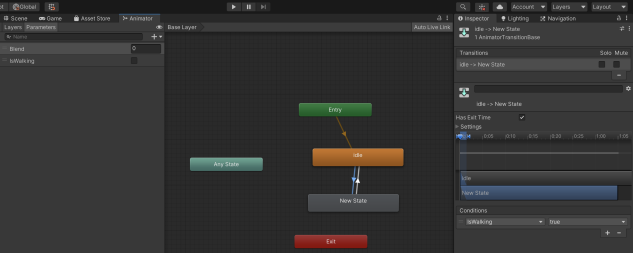 Global
Account
Layers
Layout
Scene
Game
Asset Store
Animator
Inspector
Lighting
Navigation
Layers Parameters
Base Layer
Auto Live Link
Name
Blend 0
IsWalking
Entry
Idle
Any State
New State
Exit
Idle -> New State
1 AnimatorTransitionBase
Transitions Solo Mute
Idle -> New State
Idle -> New State
Has Exit Time
Settings
0:05 0:10 0:15 0:20 0:25 0:30 1:00 1:05
Idle
New State
Conditions
IsWalking true